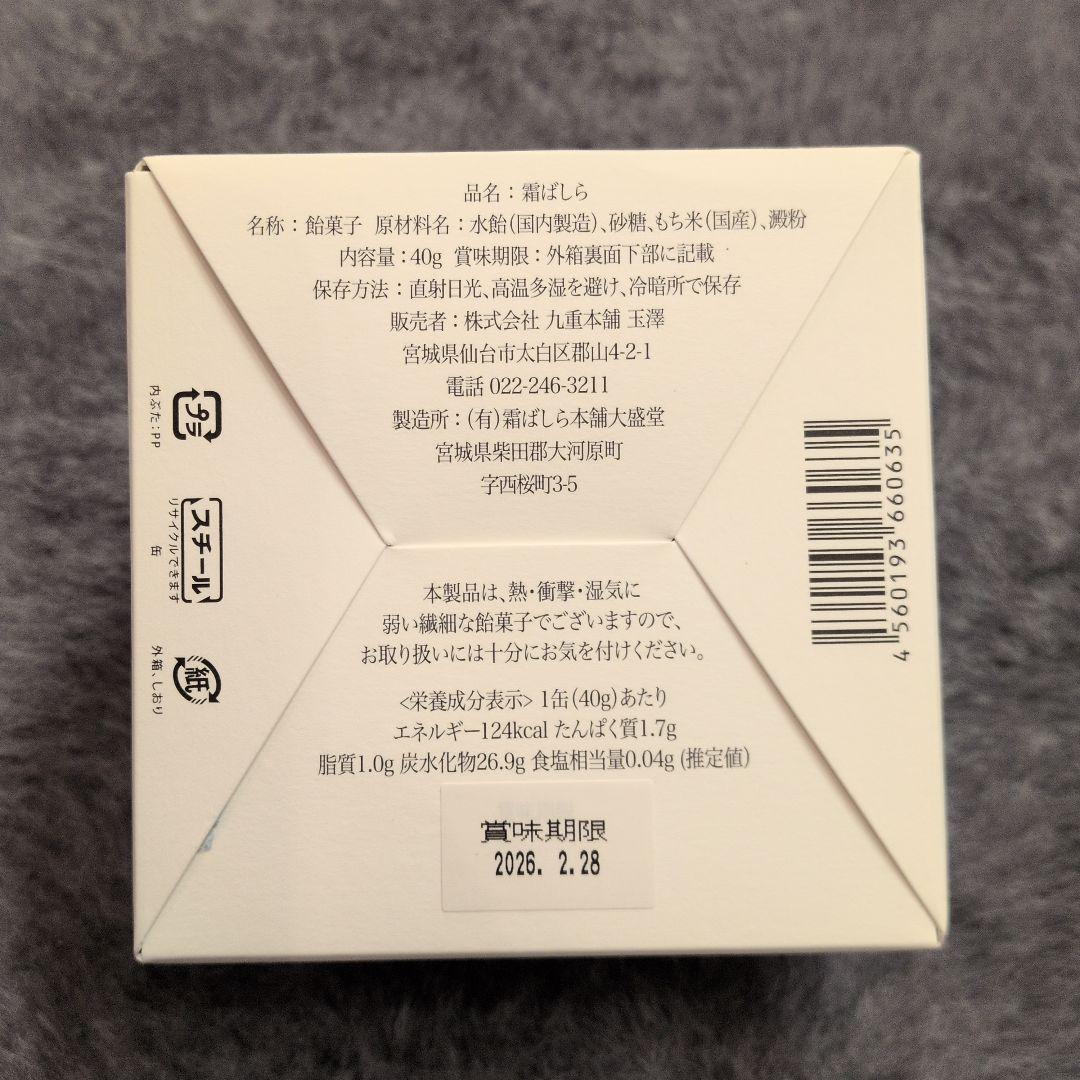 品名：霜ばしら
名称：飴菓子 原材料名：水飴(国内製造)、砂糖、もち米(国産)、澱粉
内容量：40g 賞味期限：外箱裏面下部に記載
保存方法：直射日光、高温多湿を避け、冷暗所で保存
販売者：株式会社 九重本舗 玉澤
宮城県仙台市太白区郡山4-2-1
電話 022-246-3211
製造所：(有)霜ばしら本舗大盛堂
宮城県柴田郡大河原町
字西桜町3-5
本製品は、熱・衝撃・湿気に
弱い繊細な飴菓子でございますので、
お取り扱いには十分にお気を付けください。
<栄養成分表示> 1缶(40g)あたり
エネルギー124kcal たんぱく質1.7g
脂質1.0g 炭水化物26.9g 食塩相当量0.04g (推定値)
賞味期限
2026. 2.28
プラ
内ぶた：PP
スチール
リサイクルできます
缶
紙
外箱、しおり
4 560193 660635